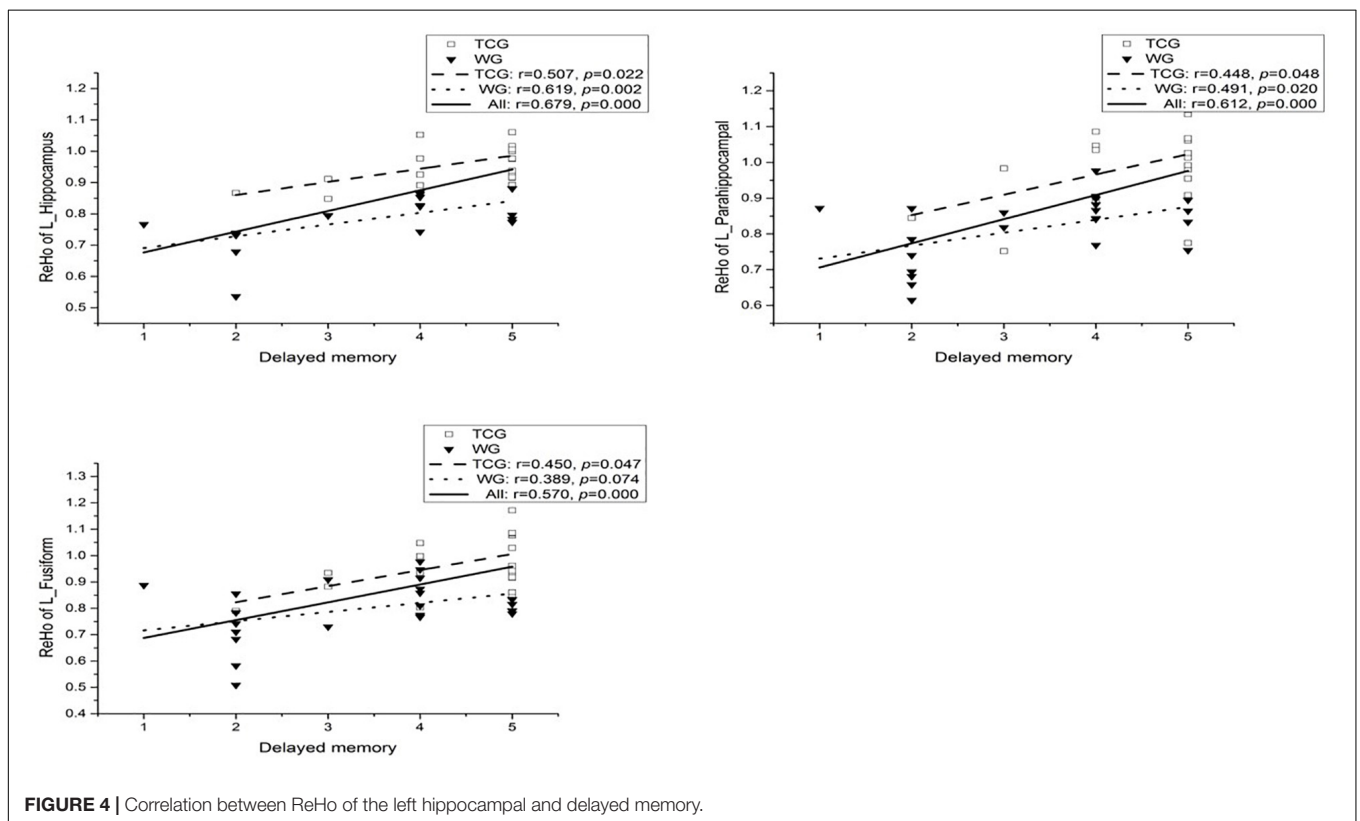 TCG
WG
TCG: r=0.507, p=0.022
WG: r=0.619, p=0.002
All: r=0.679, p=0.000
ReHo of L_Hippocampus
1.2
1.1
1.0
0.9
0.8
0.7
0.6
0.5
1 2 3 4 5
Delayed memory
TCG
WG
TCG: r=0.448, p=0.048
WG: r=0.491, p=0.020
All: r=0.612, p=0.000
ReHo of L_Parahippocampal
1.2
1.1
1.0
0.9
0.8
0.7
0.6
1 2 3 4 5
Delayed memory
TCG
WG
TCG: r=0.450, p=0.047
WG: r=0.389, p=0.074
All: r=0.570, p=0.000
ReHo of L_Fusiform
1.3
1.2
1.1
1.0
0.9
0.8
0.7
0.6
0.5
0.4
1 2 3 4 5
Delayed memory
FIGURE 4 | Correlation between ReHo of the left hippocampal and delayed memory.